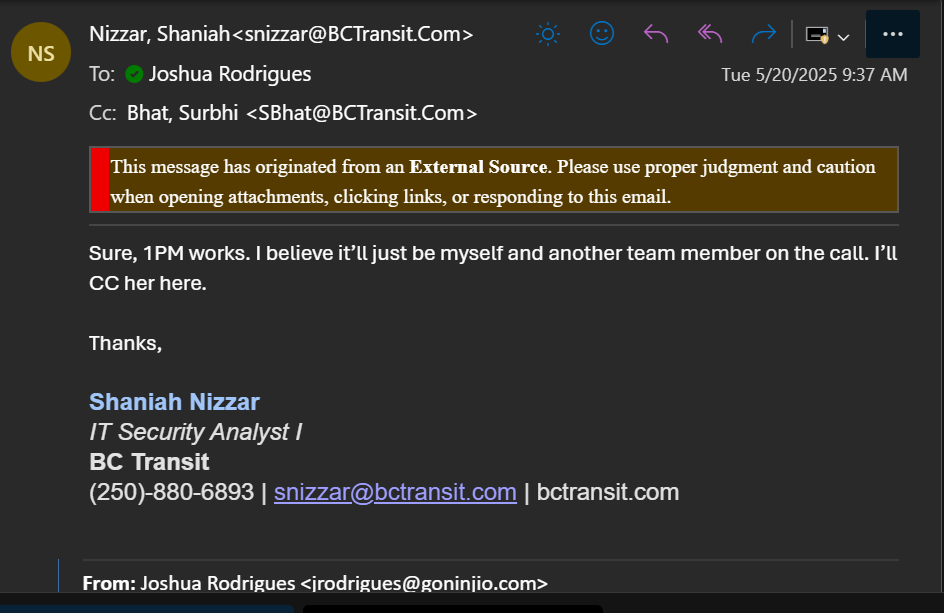 NS
Nizzar, Shaniah<snizzar@BCTransit.Com>
To: Joshua Rodrigues
Tue 5/20/2025 9:37 AM
Cc: Bhat, Surbhi <SBhat@BCTransit.Com>
This message has originated from an External Source. Please use proper judgment and caution
when opening attachments, clicking links, or responding to this email.
Sure, 1PM works. I believe it’ll just be myself and another team member on the call. I’ll
CC her here.
Thanks,
Shaniah Nizzar
IT Security Analyst I
BC Transit
(250)-880-6893 | snizzar@bctransit.com | bctransit.com
From: Joshua Rodrigues <jrodrigues@goninjio.com>